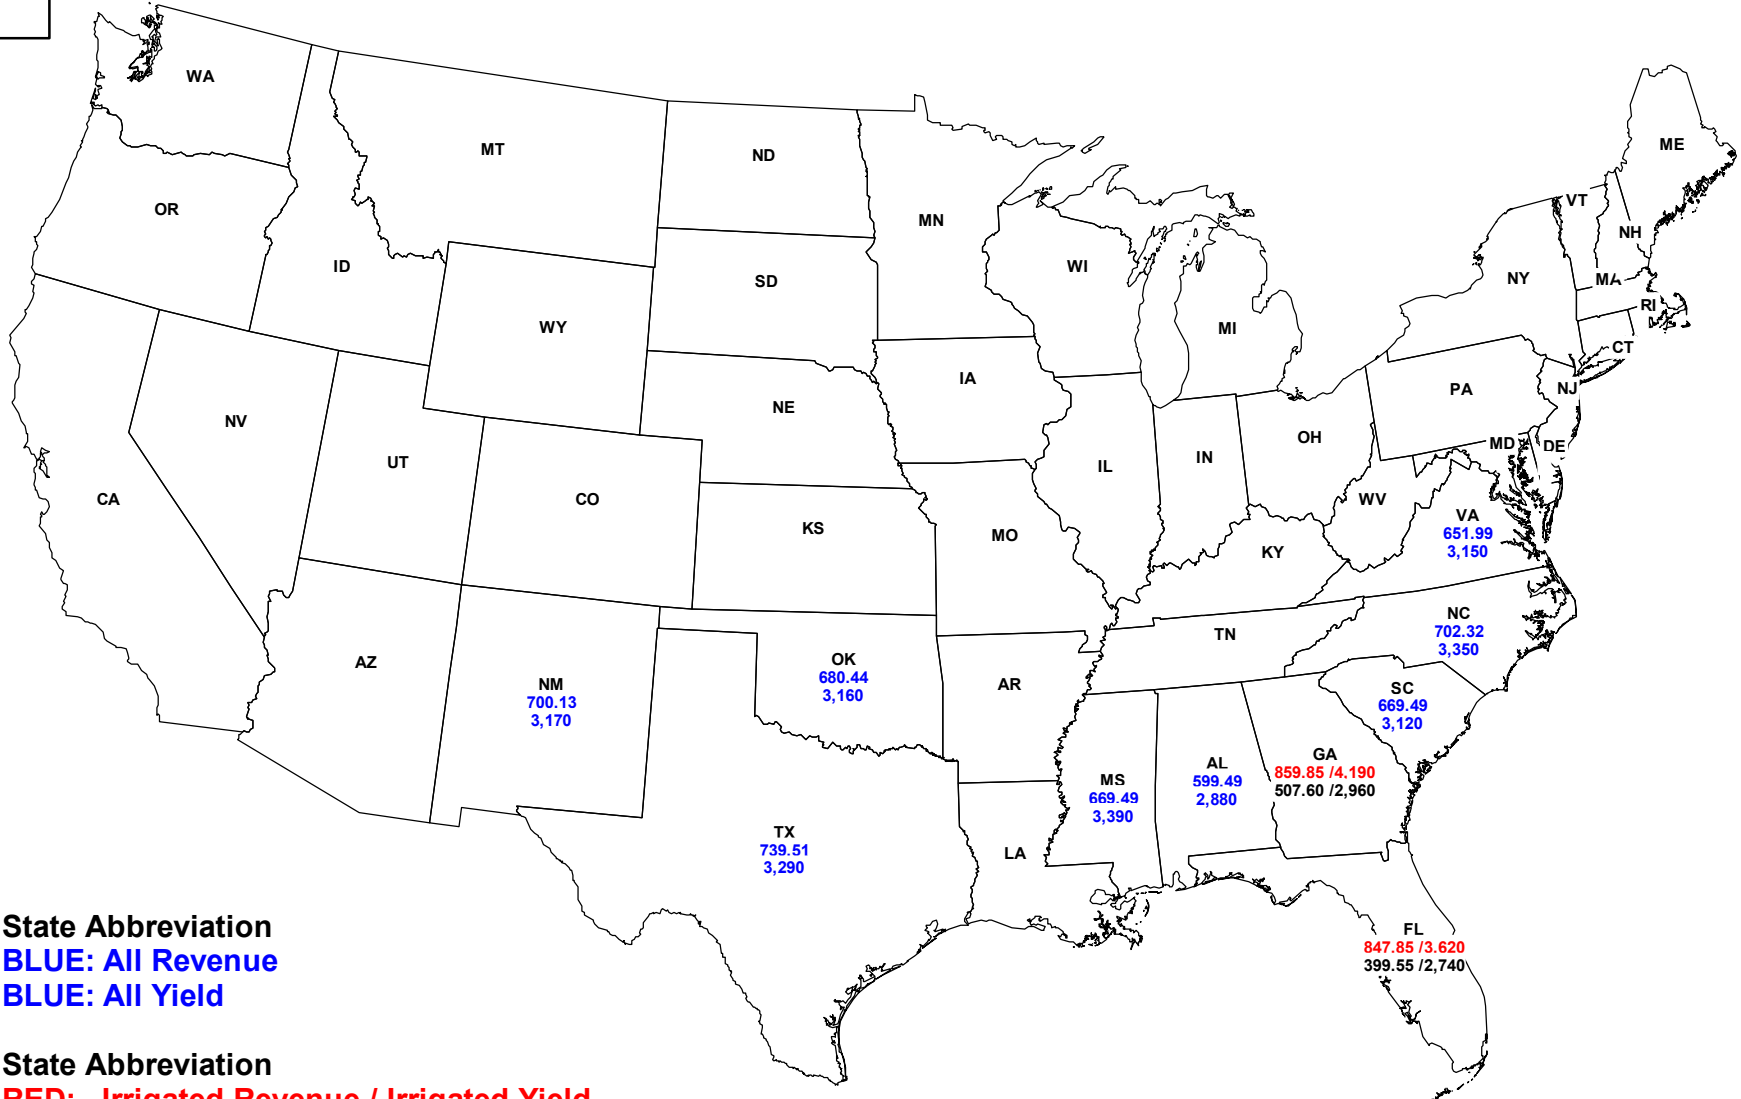 WA
MT
ND
ME
OR
MN
VT
NH
ID
WI
SD
NY
MA
RI
WY
MI
CT
IA
PA
NJ
NE
NV
OH
MD
DE
UT
IN
IL
CA
CO
WV
KS
MO
VA
651.99
3,150
KY
NC
702.32
3,350
TN
AZ
OK
680.44
3,160
NM
700.13
3,170
AR
SC
669.49
3,120
GA
859.85 /4,190
507.60 /2,960
AL
599.49
2,880
MS
669.49
3,390
TX
739.51
3,290
LA
FL
847.85 /3.620
399.55 /2,740
State Abbreviation
BLUE: All Revenue
BLUE: All Yield
State Abbreviation
RED: Irrigated Revenue / Irrigated Yield